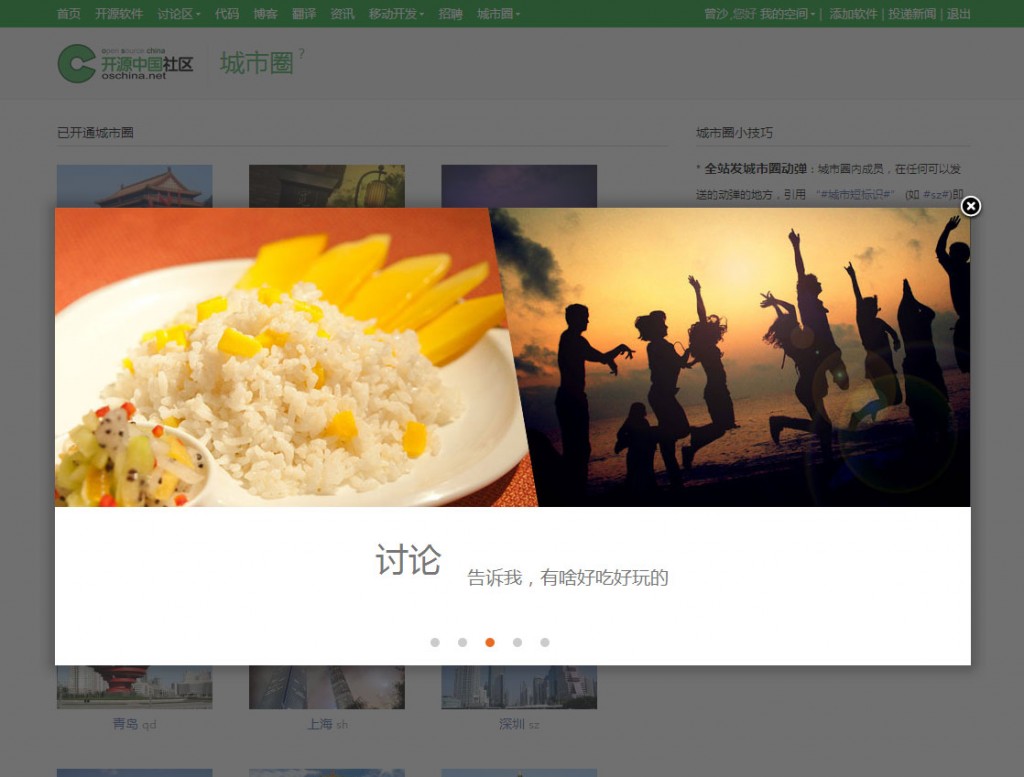 首页 开源软件 讨论区 代码 博客 翻译 资讯 移动开发 招聘 城市圈
曾沙,您好 我的空间 | 添加软件 | 投递新闻 | 退出
open source china
开源中国社区
oschina.net
城市圈 ?
已开通城市圈
城市圈小技巧
* 全站发城市圈动弹：城市圈内成员，在任何可以发
送的动弹的地方，引用 "#城市短标识#" (如 #sz#)即
讨论 告诉我，有啥好吃好玩的
青岛 qd
上海 sh
深圳 sz